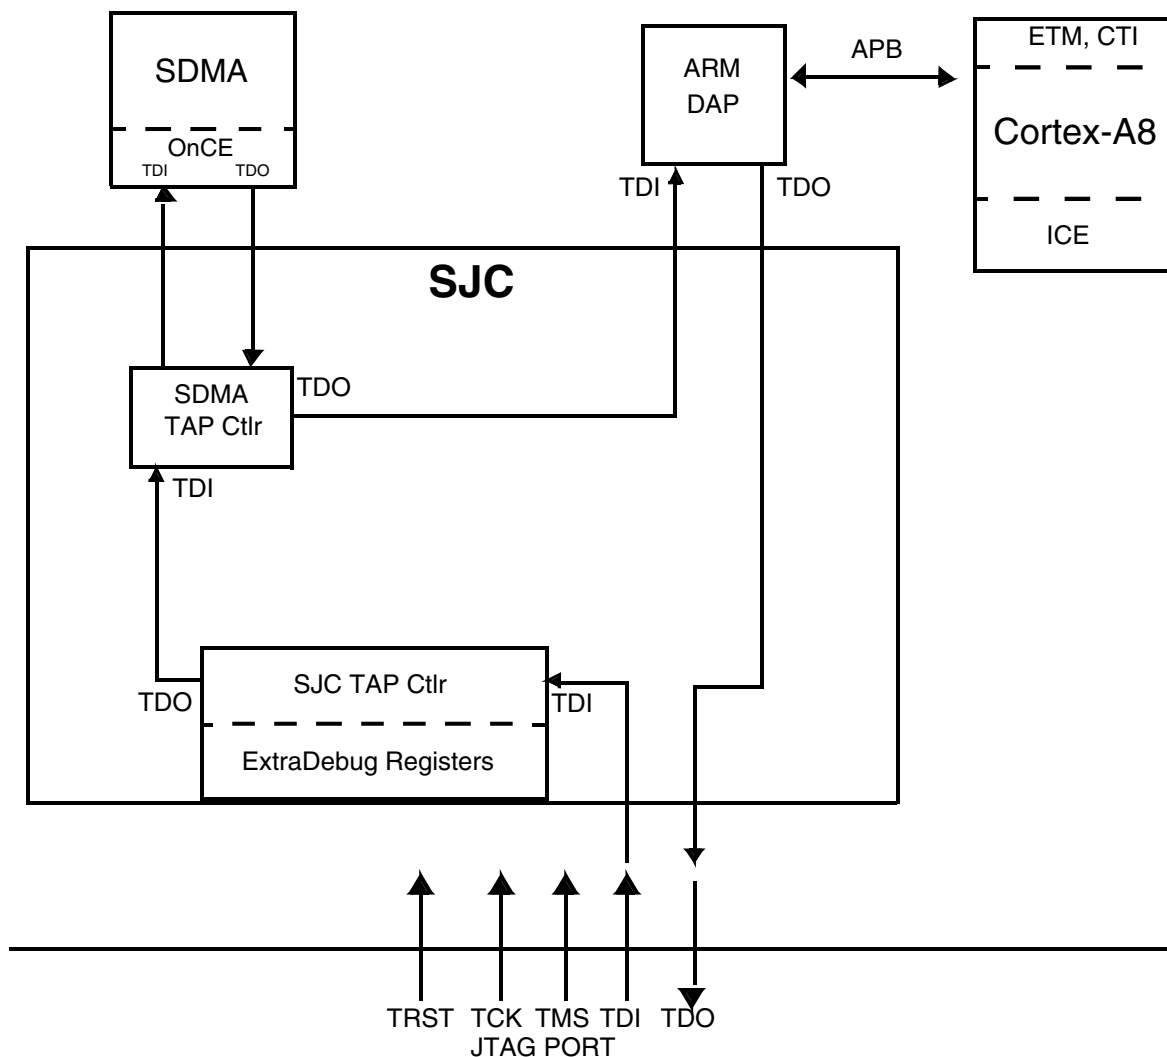 SDMA
OnCE
TDI TDO
ARM
DAP
APB
ETM, CTI
Cortex-A8
ICE
TDI
TDO
SJC
SDMA
TAP Ctlr
TDO
TDI
SJC TAP Ctlr
ExtraDebug Registers
TDO
TDI
TRST TCK TMS TDI TDO
JTAG PORT